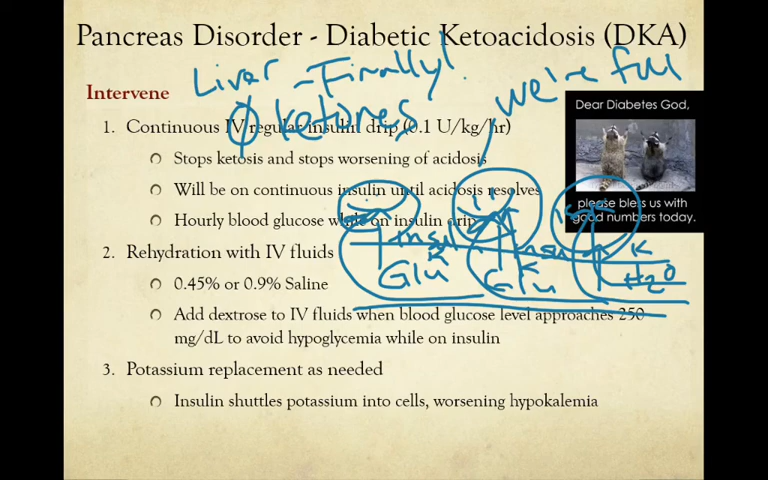 Pancreas Disorder - Diabetic Ketoacidosis (DKA)
Liver - Finally! we're full
Intervene
Ø ketones
Dear Diabetes God,
1. Continuous IV regular insulin drip (0.1 U/kg/hr)
Stops ketosis and stops worsening of acidosis
Will be on continuous insulin until acidosis resolves
please bless us with
good numbers today.
Hourly blood glucose while on insulin drip
insul
insu
K
K
K
Glu
Glu
H2O
2. Rehydration with IV fluids
0.45% or 0.9% Saline
Add dextrose to IV fluids when blood glucose level approaches 250
mg/dL to avoid hypoglycemia while on insulin
3. Potassium replacement as needed
Insulin shuttles potassium into cells, worsening hypokalemia